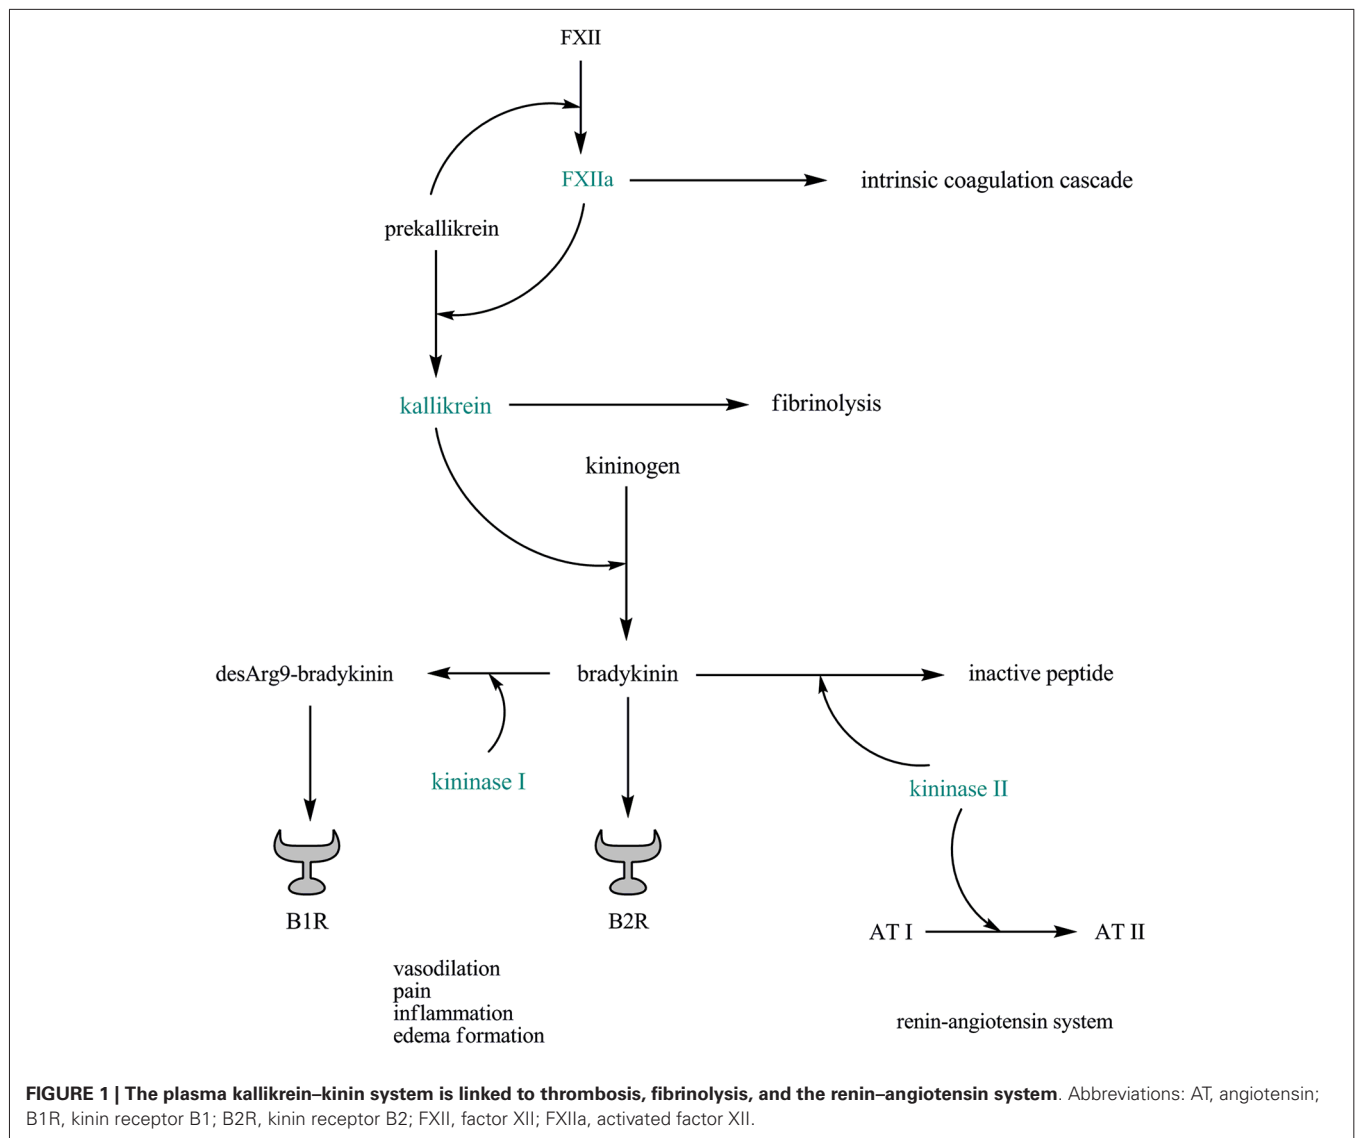 FXII
FXIIa
intrinsic coagulation cascade
prekallikrein
kallikrein
fibrinolysis
kininogen
desArg9-bradykinin
bradykinin
inactive peptide
kininase I
kininase II
B1R
B2R
AT I
AT II
vasodilation
pain
inflammation
edema formation
renin-angiotensin system
FIGURE 1 | The plasma kallikrein–kinin system is linked to thrombosis, fibrinolysis, and the renin–angiotensin system. Abbreviations: AT, angiotensin;
B1R, kinin receptor B1; B2R, kinin receptor B2; FXII, factor XII; FXIIa, activated factor XII.